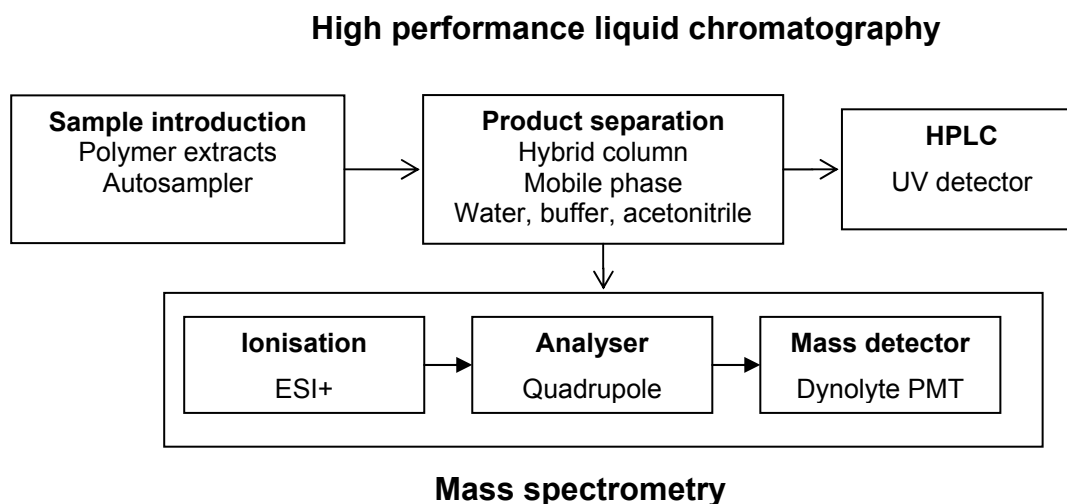 High performance liquid chromatography
Sample introduction
Polymer extracts
Autosampler
Product separation
Hybrid column
Mobile phase
Water, buffer, acetonitrile
HPLC
UV detector
Ionisation
ESI+
Analyser
Quadrupole
Mass detector
Dynolyte PMT
Mass spectrometry